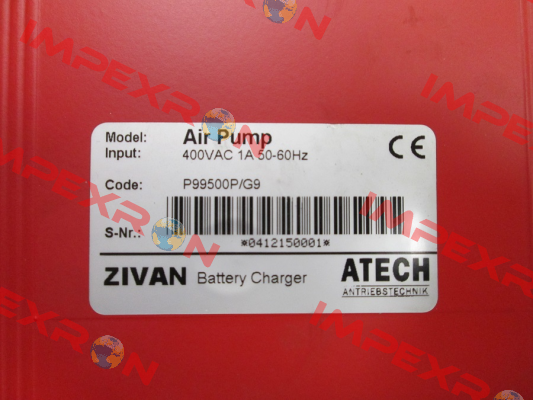 Model: Air Pump
Input: 400VAC 1A 50-60Hz
CE
Code: P99500P/G9
S-Nr.:
*0412150001*
ZIVAN Battery Charger
ATECH
ANTRIEBSTECHNIK
IMPEXRON
IMPEXRON
IMPEXRON
IMPEXRON
IMPEXRON